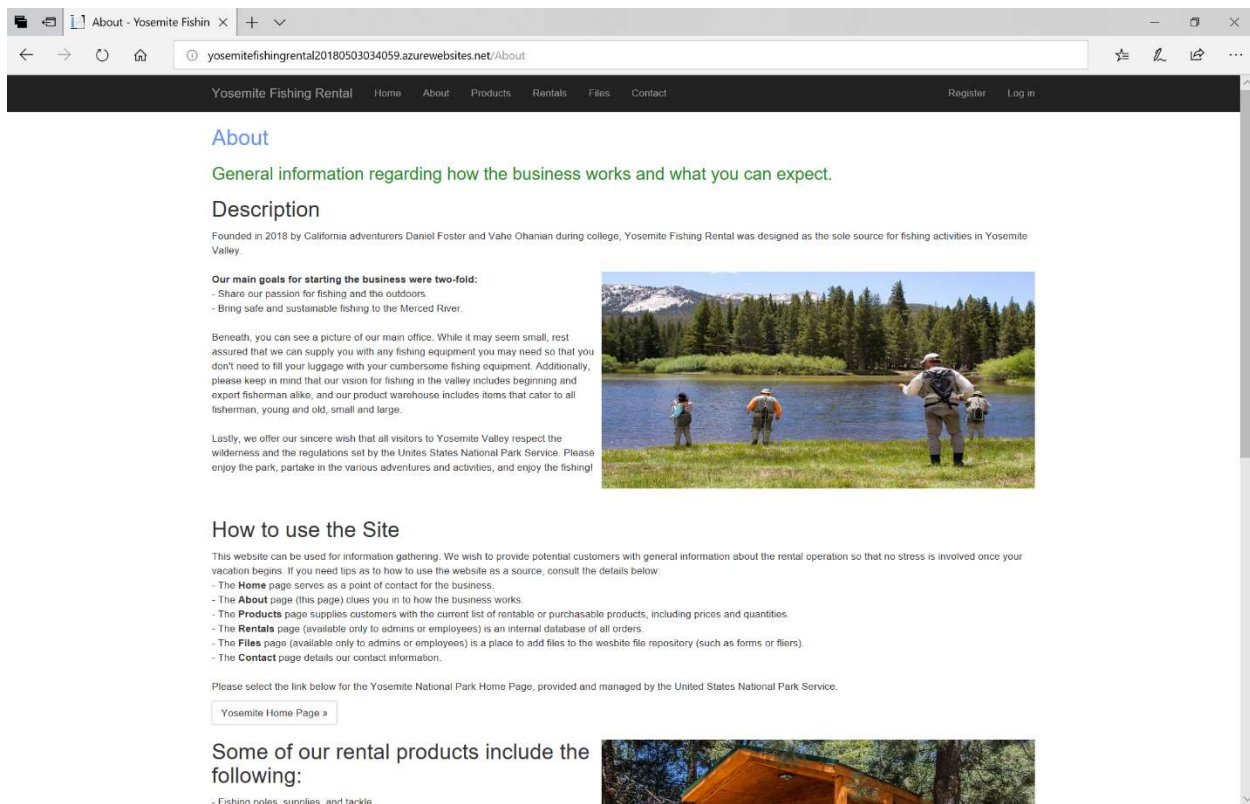 About - Yosemite Fishin
yosemitefishingrental20180503034059.azurewebsites.net/About
Yosemite Fishing Rental Home About Products Rentals Files Contact Register Log in
About
General information regarding how the business works and what you can expect.
Description
Founded in 2018 by California adventurers Daniel Foster and Vahe Ohanian during college, Yosemite Fishing Rental was designed as the sole source for fishing activities in Yosemite
Valley.
Our main goals for starting the business were two-fold:
- Share our passion for fishing and the outdoors.
- Bring safe and sustainable fishing to the Merced River.
Beneath, you can see a picture of our main office. While it may seem small, rest
assured that we can supply you with any fishing equipment you may need so that you
don't need to fill your luggage with your cumbersome fishing equipment. Additionally,
please keep in mind that our vision for fishing in the valley includes beginning and
export fisherman alike, and our product warehouse includes items that cater to all
fisherman, young and old, small and large.
Lastly, we offer our sincere wish that all visitors to Yosemite Valley respect the
wilderness and the regulations set by the Unites States National Park Service. Please
enjoy the park, partake in the various adventures and activities, and enjoy the fishing!
How to use the Site
This website can be used for information gathering. We wish to provide potential customers with general information about the rental operation so that no stress is involved once your
vacation begins. If you need tips as to how to use the website as a source, consult the details below:
- The Home page serves as a point of contact for the business.
- The About page (this page) clues you in to how the business works.
- The Products page supplies customers with the current list of rentable or purchasable products, including prices and quantities.
- The Rentals page (available only to admins or employees) is an internal database of all orders.
- The Files page (available only to admins or employees) is a place to add files to the wesbite file repository (such as forms or fliers).
- The Contact page details our contact information.
Please select the link below for the Yosemite National Park Home Page, provided and managed by the United States National Park Service.
Yosemite Home Page »
Some of our rental products include the
following:
- Fishing poles, supplies, and tackle